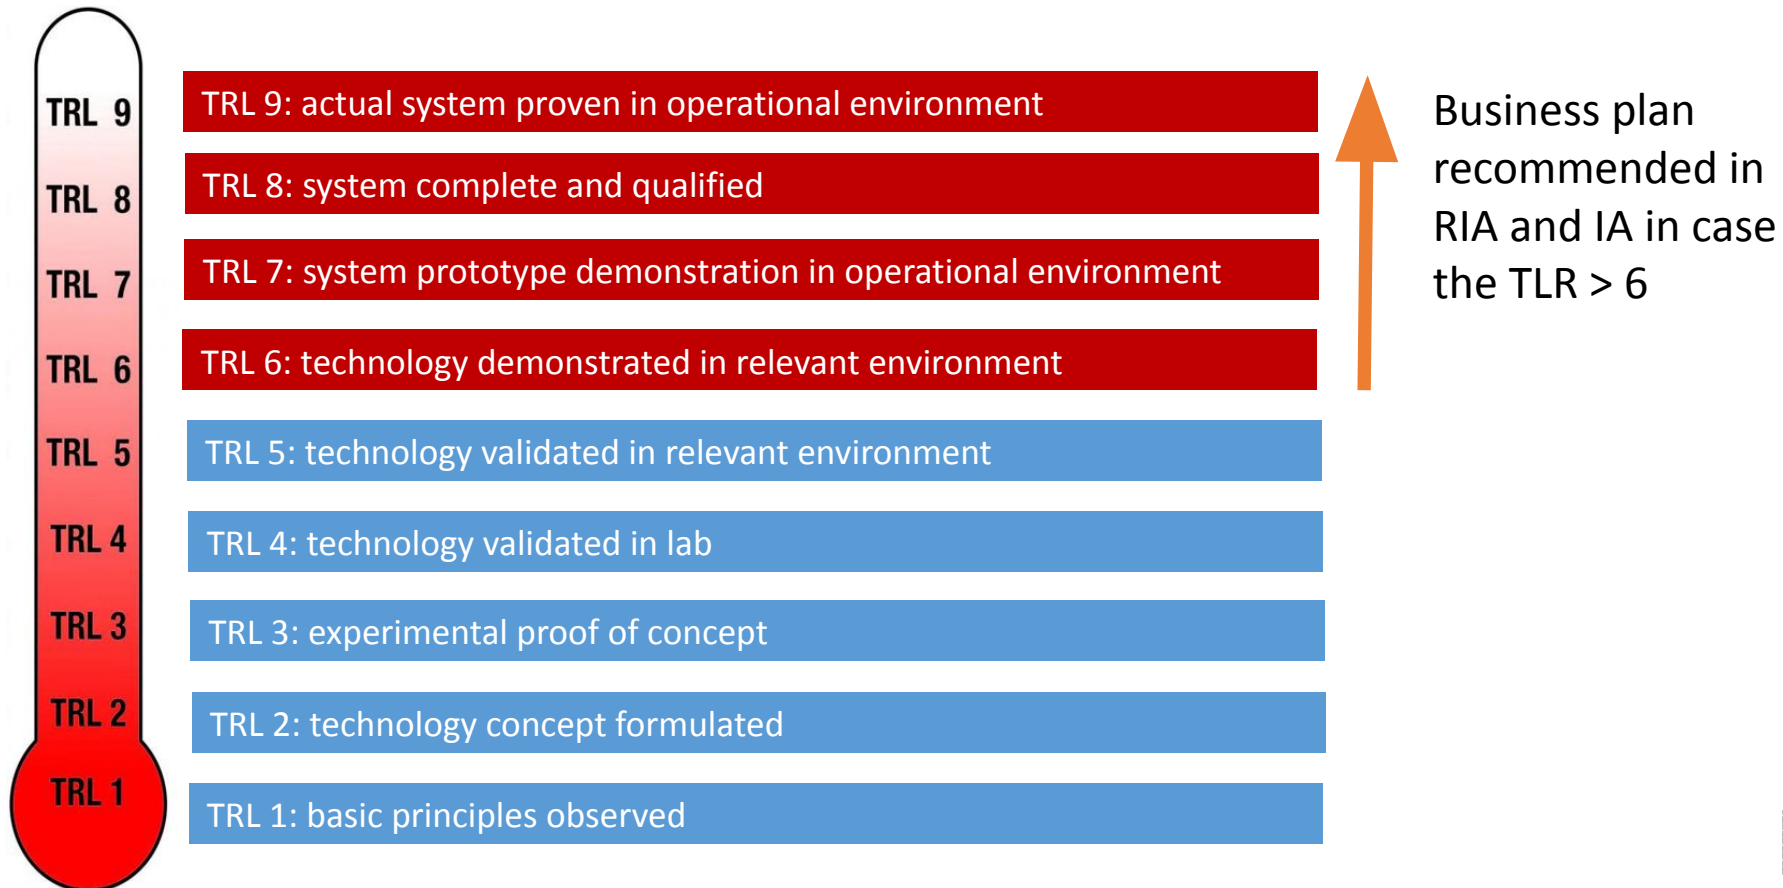 TRL 9
TRL 8
TRL 7
TRL 6
TRL 5
TRL 4
TRL 3
TRL 2
TRL 1
TRL 9: actual system proven in operational environment
TRL 8: system complete and qualified
TRL 7: system prototype demonstration in operational environment
TRL 6: technology demonstrated in relevant environment
TRL 5: technology validated in relevant environment
TRL 4: technology validated in lab
TRL 3: experimental proof of concept
TRL 2: technology concept formulated
TRL 1: basic principles observed
Business plan
recommended in
RIA and IA in case
the TLR > 6